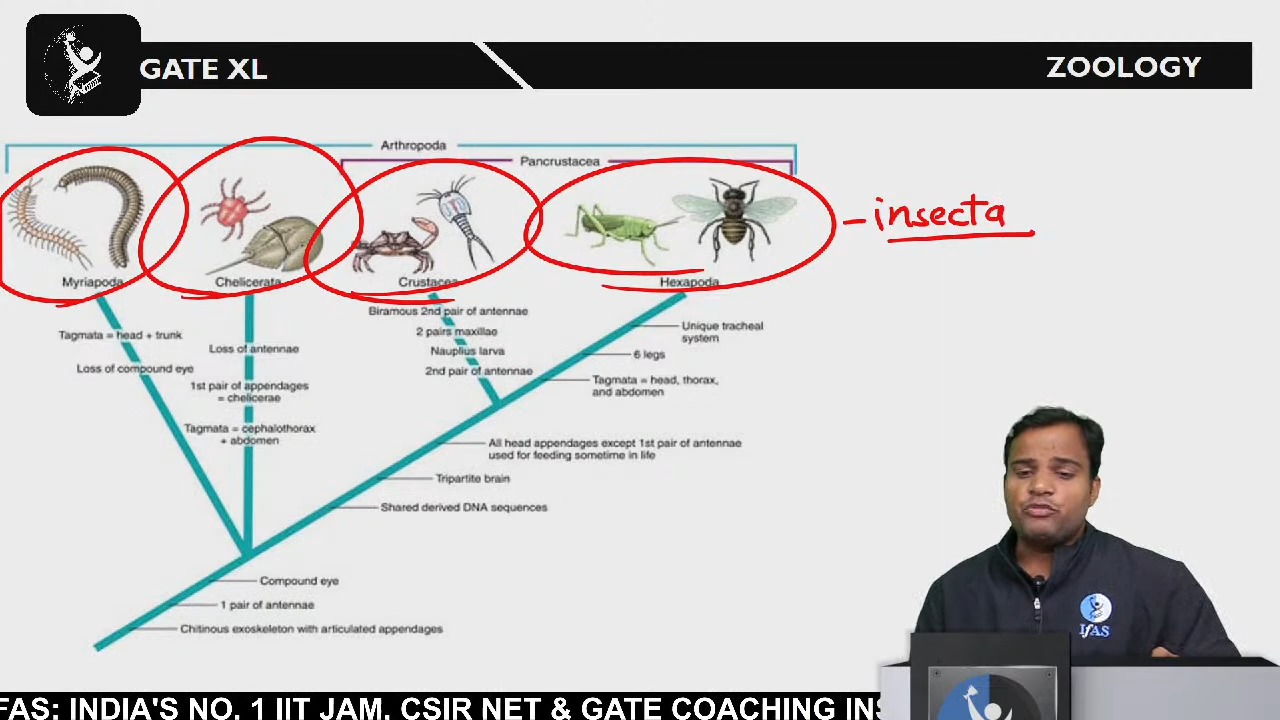 GATE XL
ZOOLOGY
Arthropoda
Pancrustacea
insecta
Myriapoda
Chelicerata
Crustacea
Hexapoda
Tagmata = head + trunk
Loss of compound eye
Loss of antennae
1st pair of appendages
= chelicerae
Tagmata = cephalothorax
+ abdomen
Biramous 2nd pair of antennae
2 pairs maxillae
Nauplius larva
2nd pair of antennae
Unique tracheal
system
6 legs
Tagmata = head, thorax,
and abdomen
All head appendages except 1st pair of antennae
used for feeding sometime in life
Tripartite brain
Shared derived DNA sequences
Compound eye
1 pair of antennae
Chitinous exoskeleton with articulated appendages
IFAS
FAS: INDIA'S NO. 1 IIT JAM, CSIR NET & GATE COACHING INS